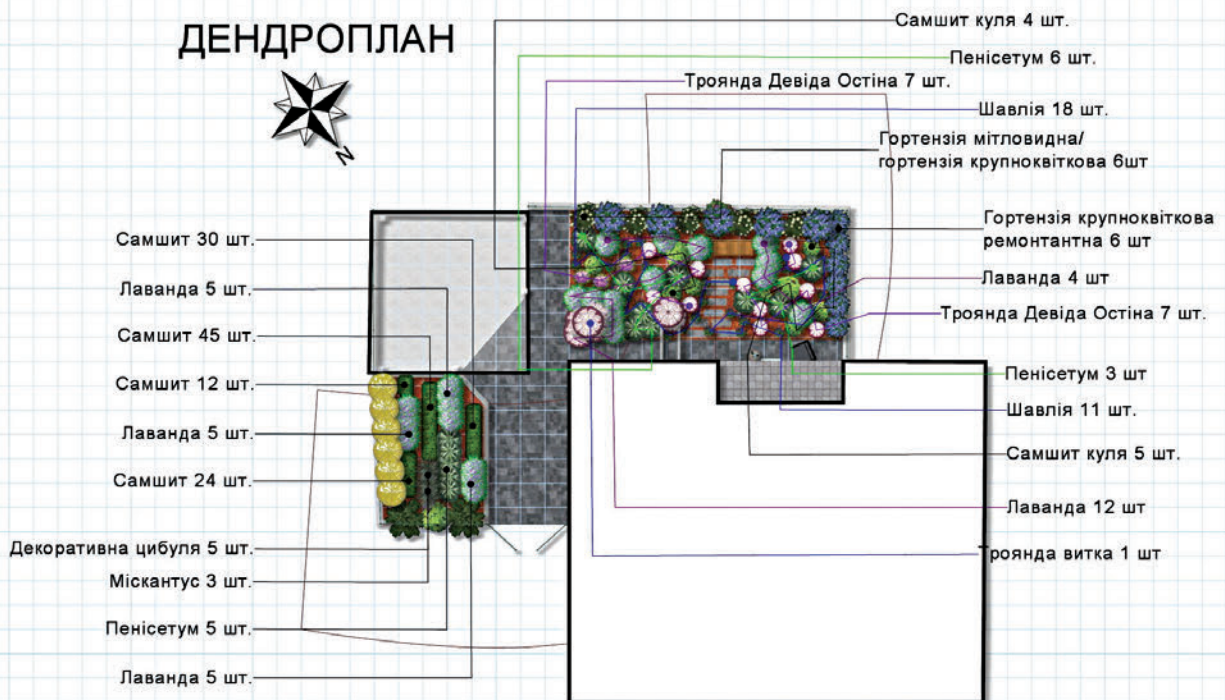 ДЕНДРОПЛАН
N
Самшит куля 4 шт.
Пенісетум 6 шт.
Троянда Девіда Остіна 7 шт.
Шавлія 18 шт.
Гортензія мітловидна/
гортензія крупноквіткова 6шт
Гортензія крупноквіткова
ремонтантна 6 шт
Лаванда 4 шт
Троянда Девіда Остіна 7 шт.
Пенісетум 3 шт
Шавлія 11 шт.
Самшит куля 5 шт.
Лаванда 12 шт
Троянда витка 1 шт
Самшит 30 шт.
Лаванда 5 шт.
Самшит 45 шт.
Самшит 12 шт.
Лаванда 5 шт.
Самшит 24 шт.
Декоративна цибуля 5 шт.
Міскантус 3 шт.
Пенісетум 5 шт.
Лаванда 5 шт.